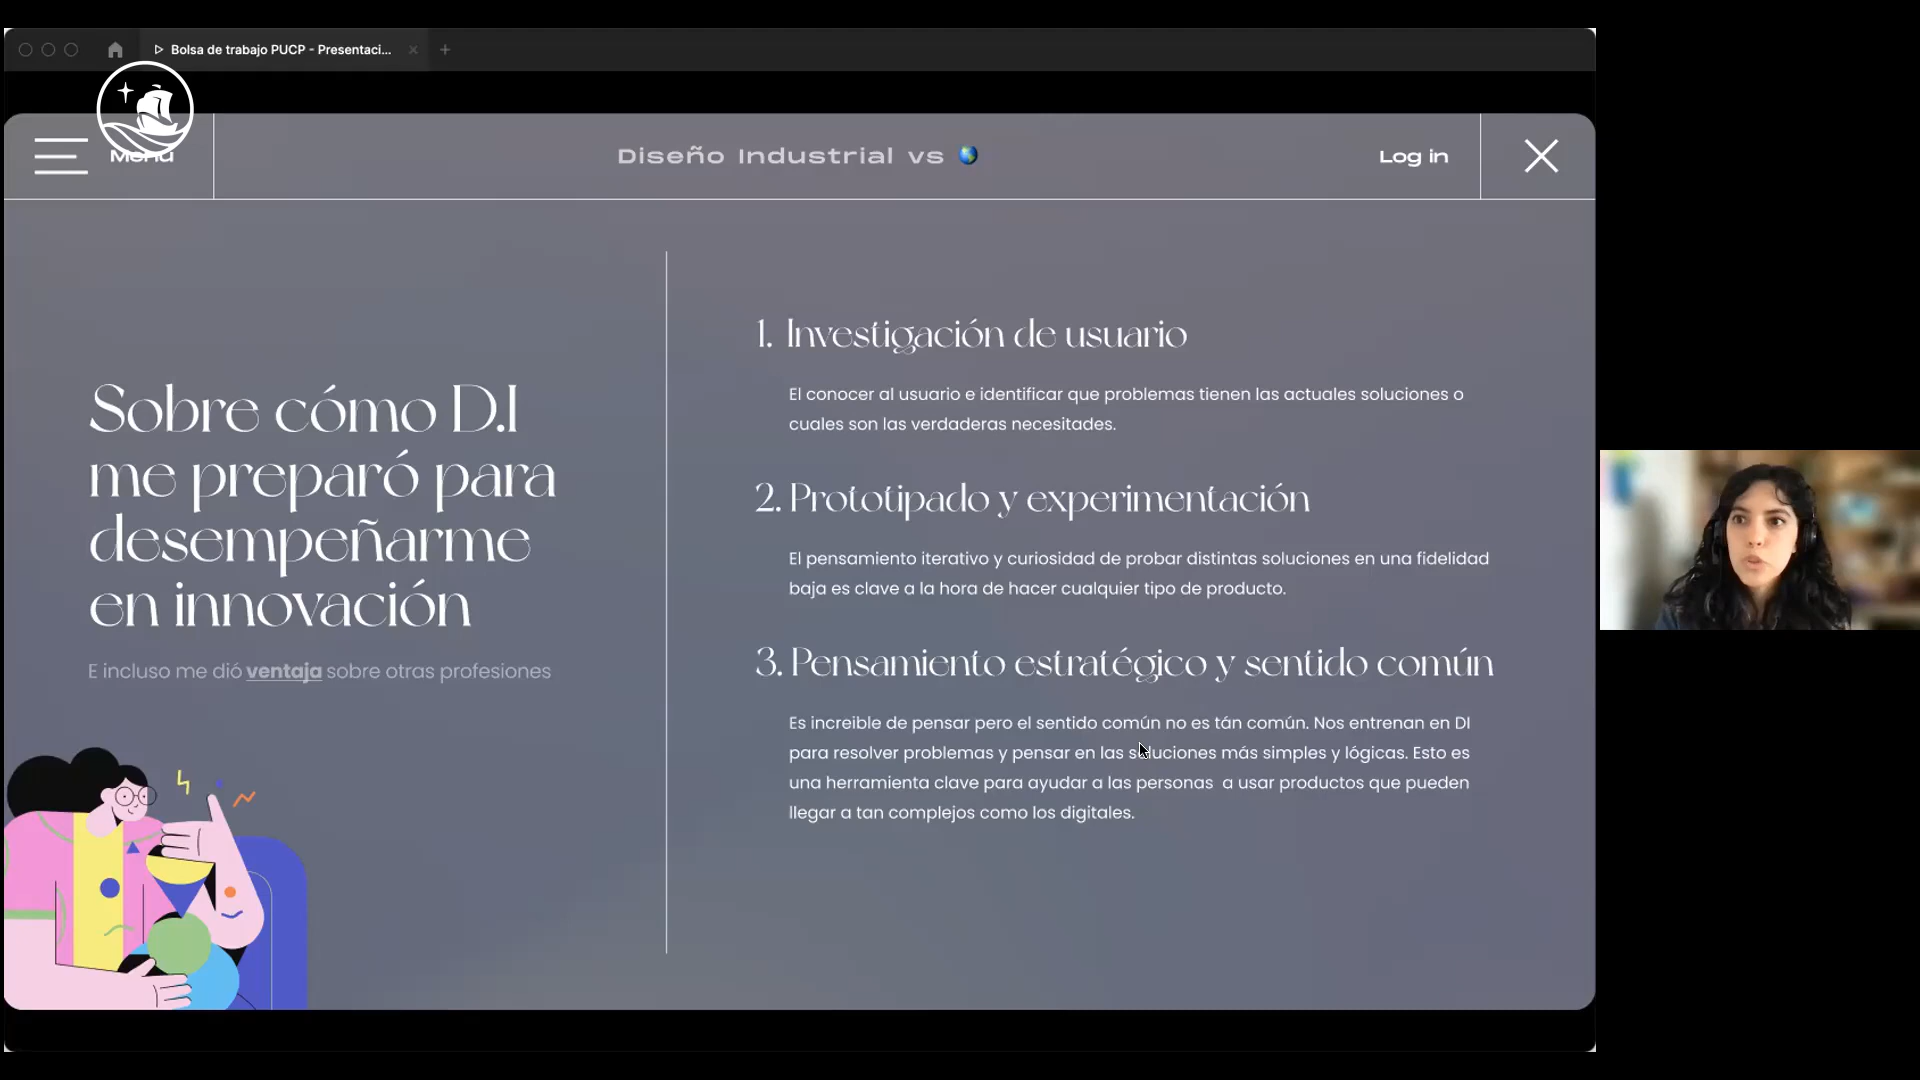 Bolsa de trabajo PUCP - Presentaci...
Menú
Diseño Industrial vs
Log in
Sobre cómo D.I
me preparó para
desempeñarme
en innovación
E incluso me dió ventaja sobre otras profesiones
1. Investigación de usuario
El conocer al usuario e identificar que problemas tienen las actuales soluciones o
cuales son las verdaderas necesitades.
2. Prototipado y experimentación
El pensamiento iterativo y curiosidad de probar distintas soluciones en una fidelidad
baja es clave a la hora de hacer cualquier tipo de producto.
3. Pensamiento estratégico y sentido común
Es increible de pensar pero el sentido común no es tán común. Nos entrenan en DI
para resolver problemas y pensar en las soluciones más simples y lógicas. Esto es
una herramienta clave para ayudar a las personas a usar productos que pueden
llegar a tan complejos como los digitales.